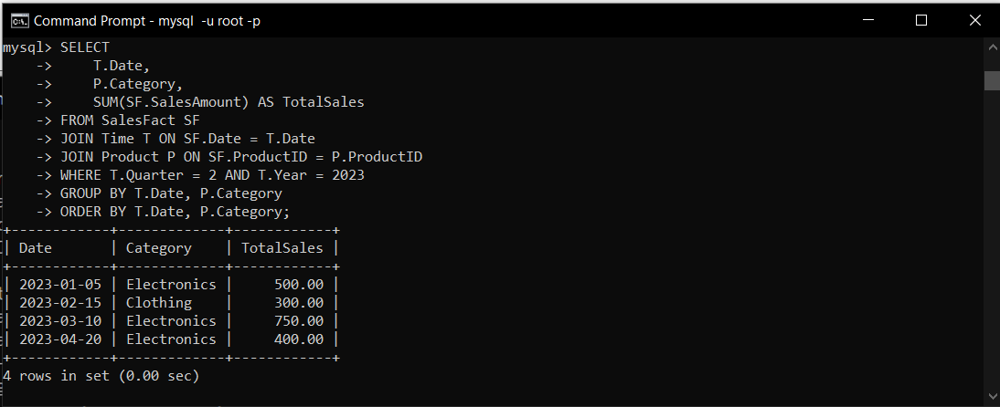 Command Prompt - mysql  -u root -p
mysql> SELECT
    ->     T.Date,
    ->     P.Category,
    ->     SUM(SF.SalesAmount) AS TotalSales
    -> FROM SalesFact SF
    -> JOIN Time T ON SF.Date = T.Date
    -> JOIN Product P ON SF.ProductID = P.ProductID
    -> WHERE T.Quarter = 2 AND T.Year = 2023
    -> GROUP BY T.Date, P.Category
    -> ORDER BY T.Date, P.Category;
+------------+-------------+------------+
| Date       | Category    | TotalSales |
+------------+-------------+------------+
| 2023-01-05 | Electronics |     500.00 |
| 2023-02-15 | Clothing    |     300.00 |
| 2023-03-10 | Electronics |     750.00 |
| 2023-04-20 | Electronics |     400.00 |
+------------+-------------+------------+
4 rows in set (0.00 sec)